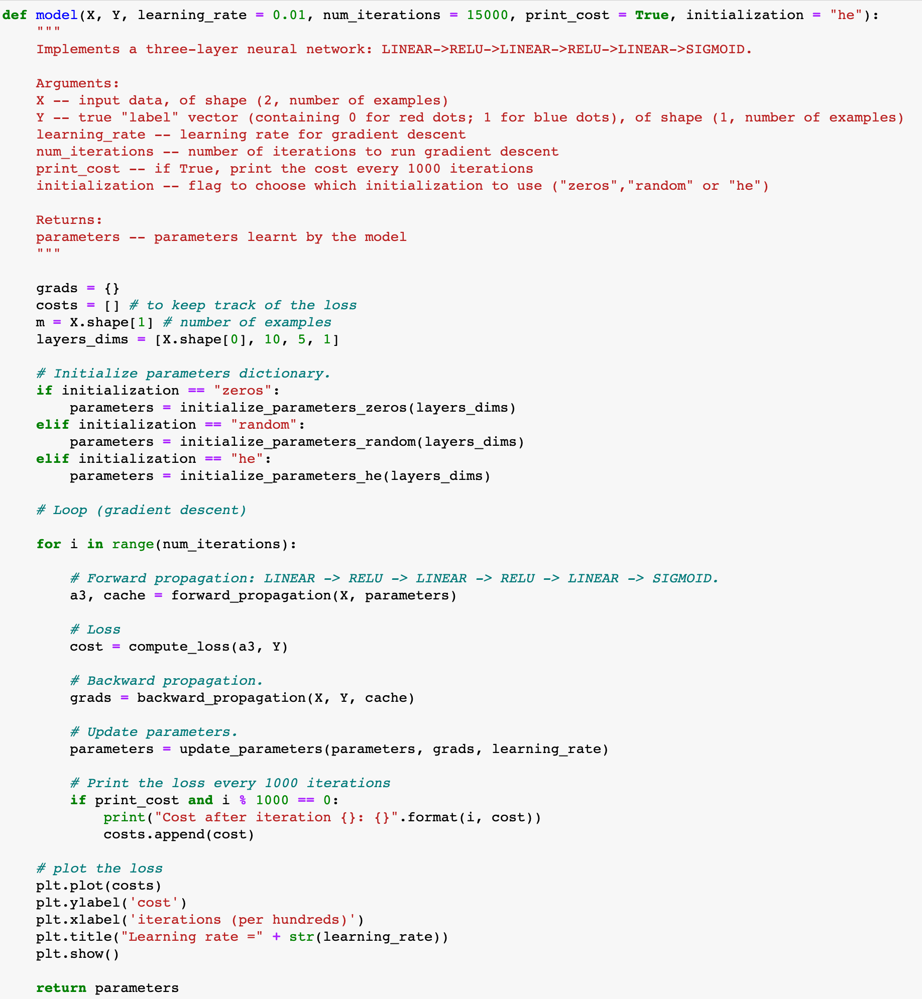 def model(X, Y, learning_rate = 0.01, num_iterations = 15000, print_cost = True, initialization = "he"):
    """
    Implements a three-layer neural network: LINEAR->RELU->LINEAR->RELU->LINEAR->SIGMOID.
    
    Arguments:
    X -- input data, of shape (2, number of examples)
    Y -- true "label" vector (containing 0 for red dots; 1 for blue dots), of shape (1, number of examples)
    learning_rate -- learning rate for gradient descent
    num_iterations -- number of iterations to run gradient descent
    print_cost -- if True, print the cost every 1000 iterations
    initialization -- flag to choose which initialization to use ("zeros","random" or "he")
    
    Returns:
    parameters -- parameters learnt by the model
    """
    
    grads = {}
    costs = [] # to keep track of the loss
    m = X.shape[1] # number of examples
    layers_dims = [X.shape[0], 10, 5, 1]
    
    # Initialize parameters dictionary.
    if initialization == "zeros":
        parameters = initialize_parameters_zeros(layers_dims)
    elif initialization == "random":
        parameters = initialize_parameters_random(layers_dims)
    elif initialization == "he":
        parameters = initialize_parameters_he(layers_dims)

    # Loop (gradient descent)

    for i in range(num_iterations):

        # Forward propagation: LINEAR -> RELU -> LINEAR -> RELU -> LINEAR -> SIGMOID.
        a3, cache = forward_propagation(X, parameters)
        
        # Loss
        cost = compute_loss(a3, Y)

        # Backward propagation.
        grads = backward_propagation(X, Y, cache)
        
        # Update parameters.
        parameters = update_parameters(parameters, grads, learning_rate)
        
        # Print the loss every 1000 iterations
        if print_cost and i % 1000 == 0:
            print("Cost after iteration {}: {}".format(i, cost))
            costs.append(cost)
            
    # plot the loss
    plt.plot(costs)
    plt.ylabel('cost')
    plt.xlabel('iterations (per hundreds)')
    plt.title("Learning rate =" + str(learning_rate))
    plt.show()
    
    return parameters